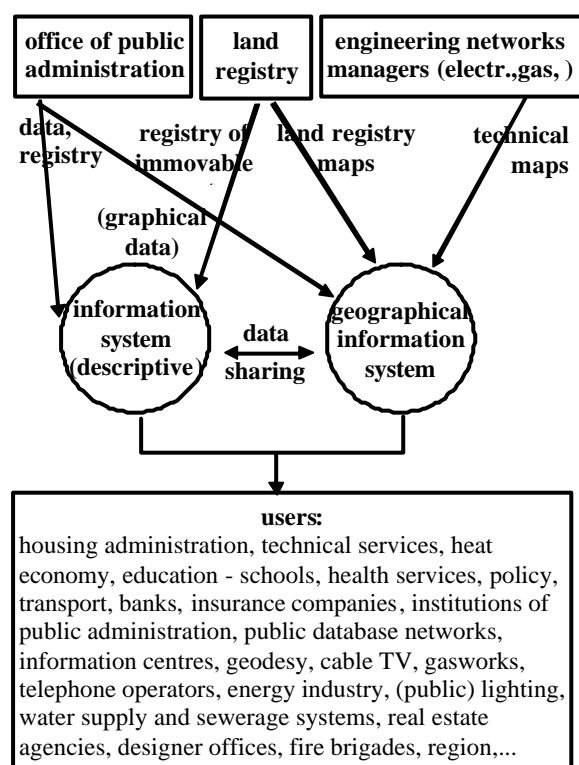 office of public
administration
land
registry
engineering networks
managers (electr.,gas, )
data,
registry
registry of
immovable
land registry
maps
technical
maps
(graphical
data)
information
system
(descriptive)
data
sharing
geographical
information
system
users:
housing administration, technical services, heat
economy, education - schools, health services, policy,
transport, banks, insurance companies, institutions of
public administration, public database networks,
information centres, geodesy, cable TV, gasworks,
telephone operators, energy industry, (public) lighting,
water supply and sewerage systems, real estate
agencies, designer offices, fire brigades, region,...